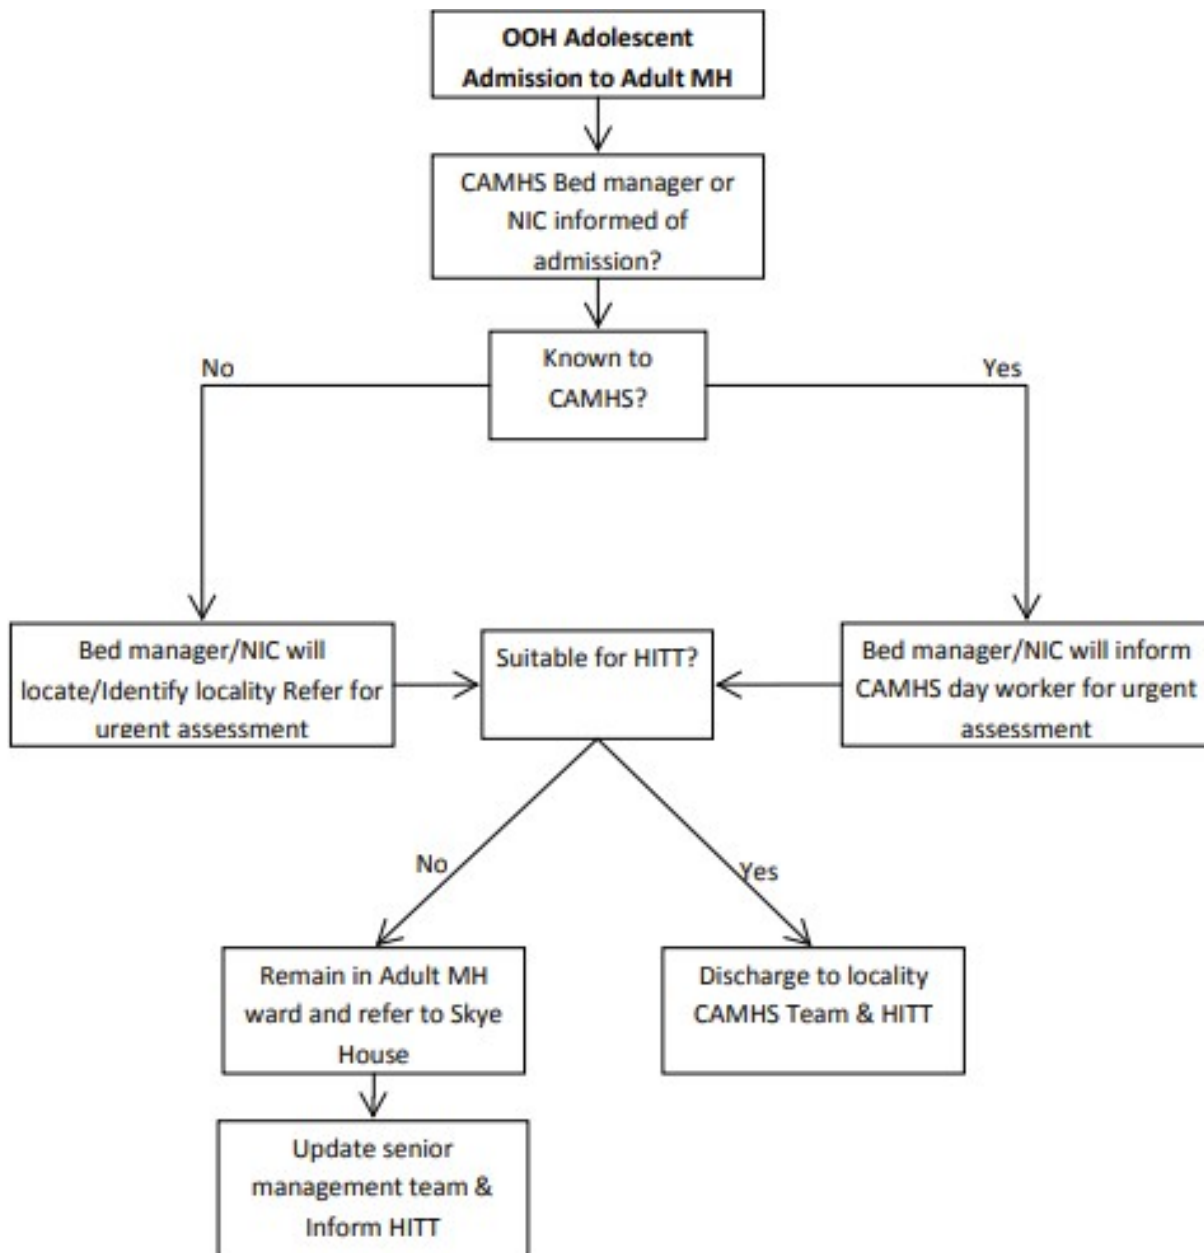 OOH Adolescent
Admission to Adult MH
CAMHS Bed manager or
NIC informed of
admission?
Known to
CAMHS?
No
Yes
Bed manager/NIC will
locate/Identify locality Refer for
urgent assessment
Suitable for HITT?
Bed manager/NIC will inform
CAMHS day worker for urgent
assessment
No
Yes
Remain in Adult MH
ward and refer to Skye
House
Discharge to locality
CAMHS Team & HITT
Update senior
management team &
Inform HITT